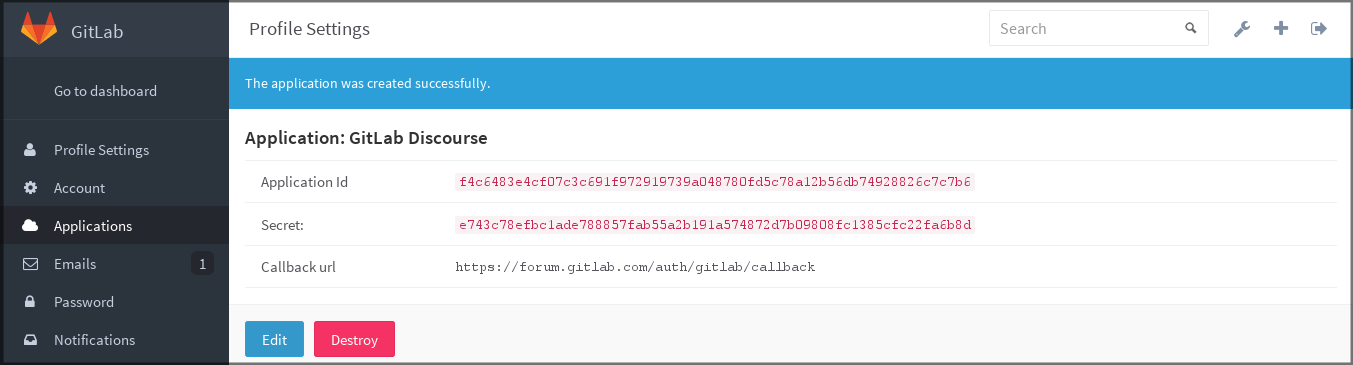 GitLab
Profile Settings
Search
Go to dashboard
The application was created successfully.
Application: GitLab Discourse
Profile Settings
Application Id f4c6483e4cf07c3c691f972919739a048780fd5c78a12b56db74928826c7c7b6
Account
Applications
Secret: e743c78efbc1ade788857fab55a2b191a574872d7b09808fc1385cfc22fa6b8d
Emails 1
Callback url https://forum.gitlab.com/auth/gitlab/callback
Password
Notifications
Edit Destroy